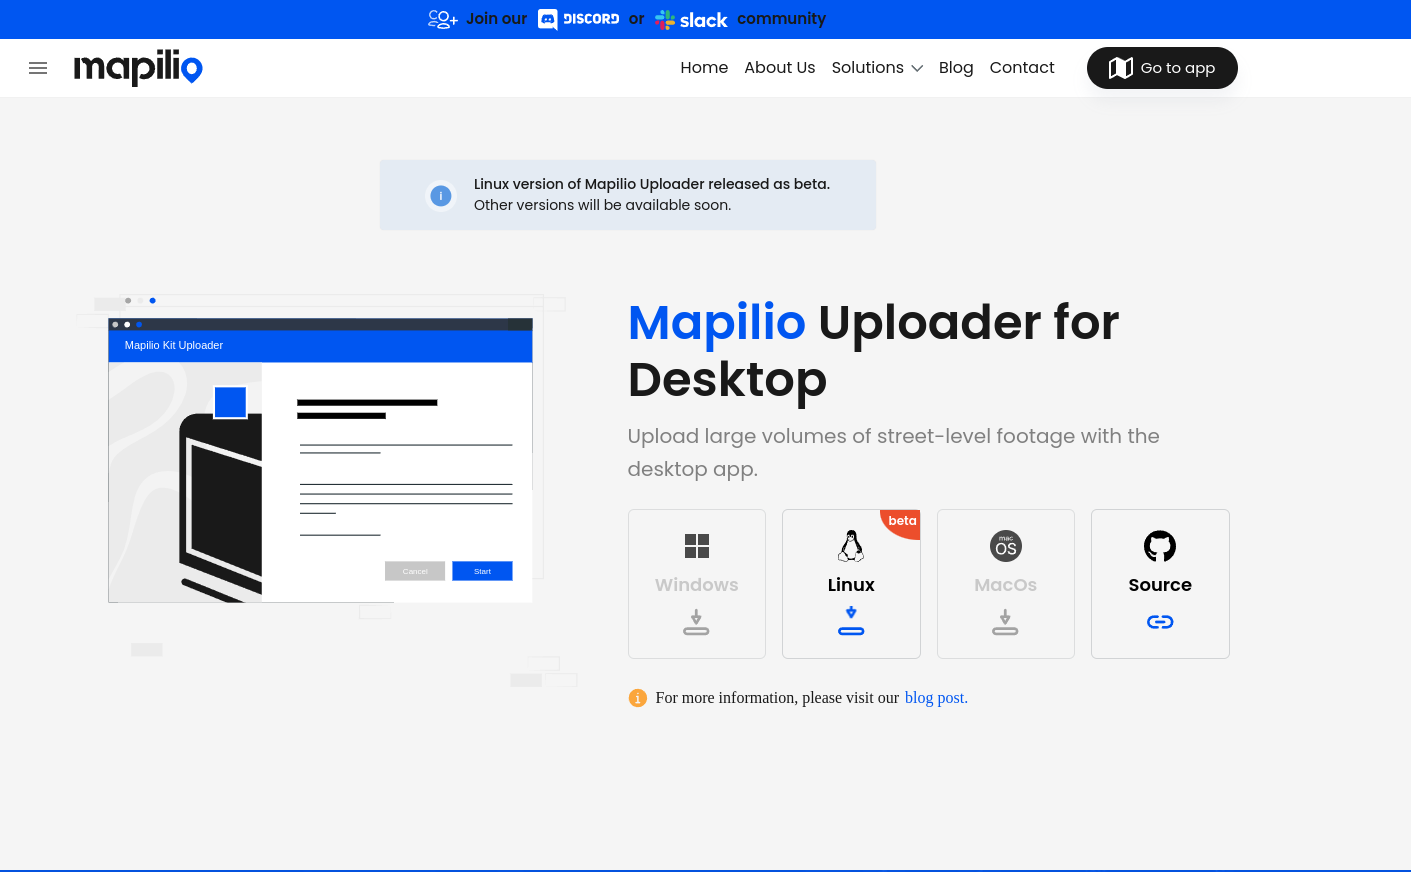 Join our DISCORD or slack community
mapilio
Home About Us Solutions Blog Contact Go to app
Linux version of Mapilio Uploader released as beta.
Other versions will be available soon.
Mapilio Kit Uploader
Cancel Start
Mapilio Uploader for
Desktop
Upload large volumes of street-level footage with the
desktop app.
beta
mac
OS
Windows Linux MacOs Source
For more information, please visit our blog post.